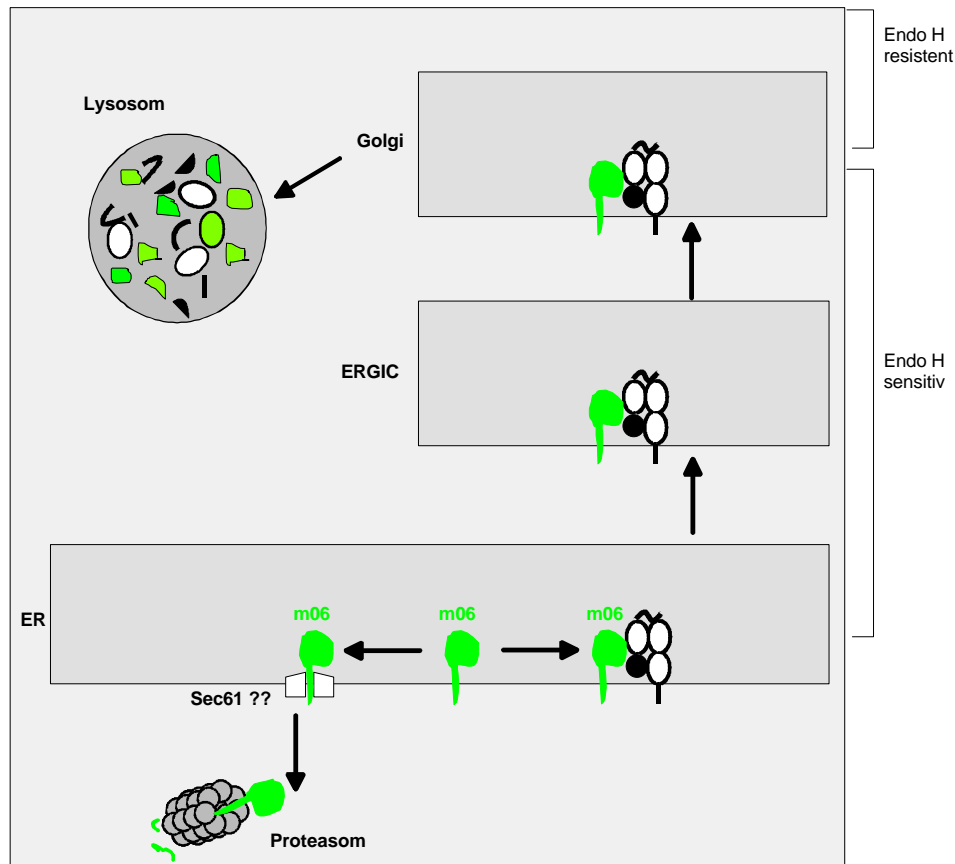 Endo H
resistent
Lysosom
Golgi
Endo H
sensitiv
ERGIC
ER
m06
m06
m06
Sec61 ??
Proteasom